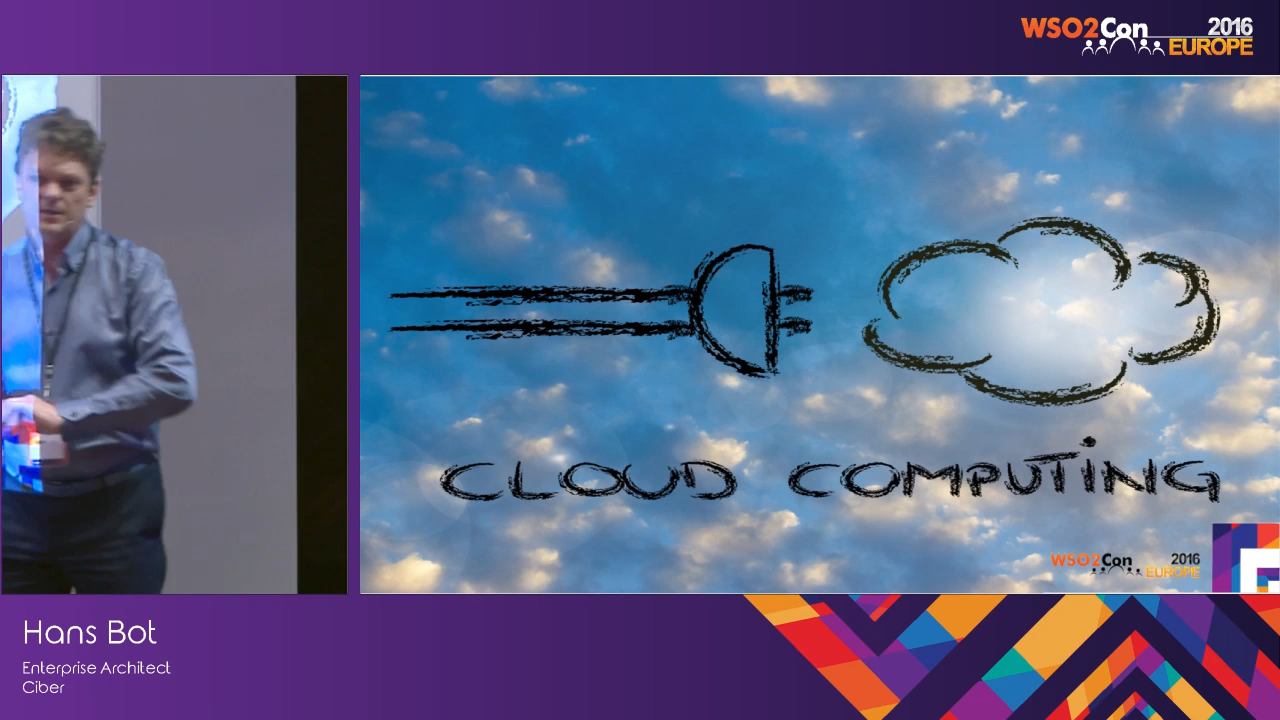 WSO2Con 2016
EUROPE
CLOUD COMPUTING
WSO2Con 2016
EUROPE
Hans Bot
Enterprise Architect
Ciber